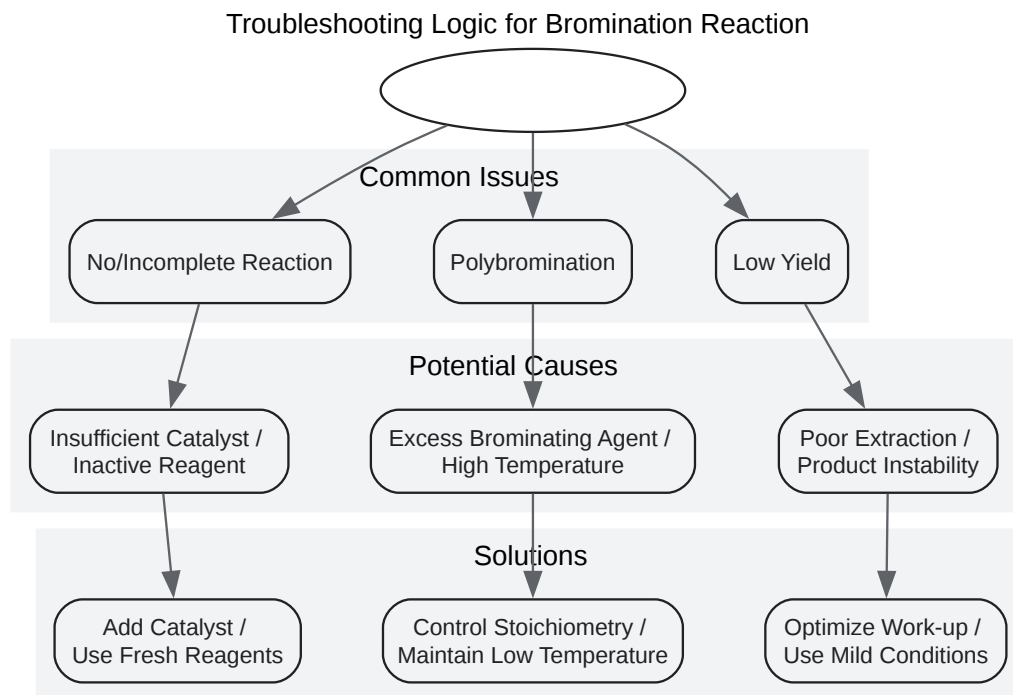 Troubleshooting Logic for Bromination Reaction
Common Issues
No/Incomplete Reaction
Polybromination
Low Yield
Potential Causes
Insufficient Catalyst /
Inactive Reagent
Excess Brominating Agent /
High Temperature
Poor Extraction /
Product Instability
Solutions
Add Catalyst /
Use Fresh Reagents
Control Stoichiometry /
Maintain Low Temperature
Optimize Work-up /
Use Mild Conditions